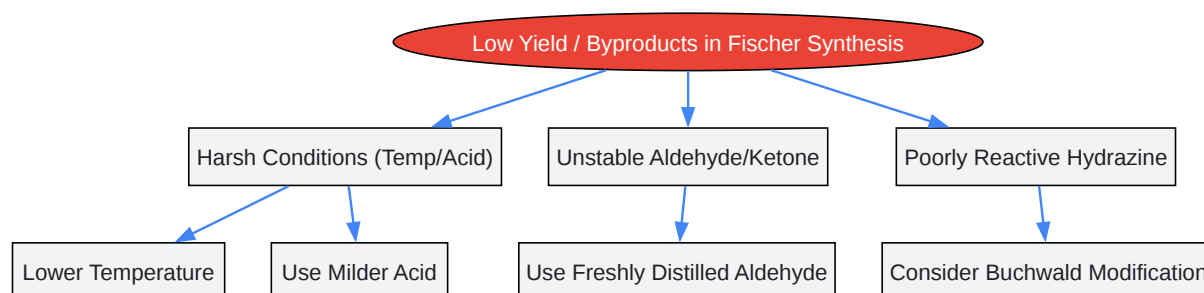 Low Yield / Byproducts in Fischer Synthesis
Harsh Conditions (Temp/Acid)
Unstable Aldehyde/Ketone
Poorly Reactive Hydrazine
Lower Temperature
Use Milder Acid
Use Freshly Distilled Aldehyde
Consider Buchwald Modification